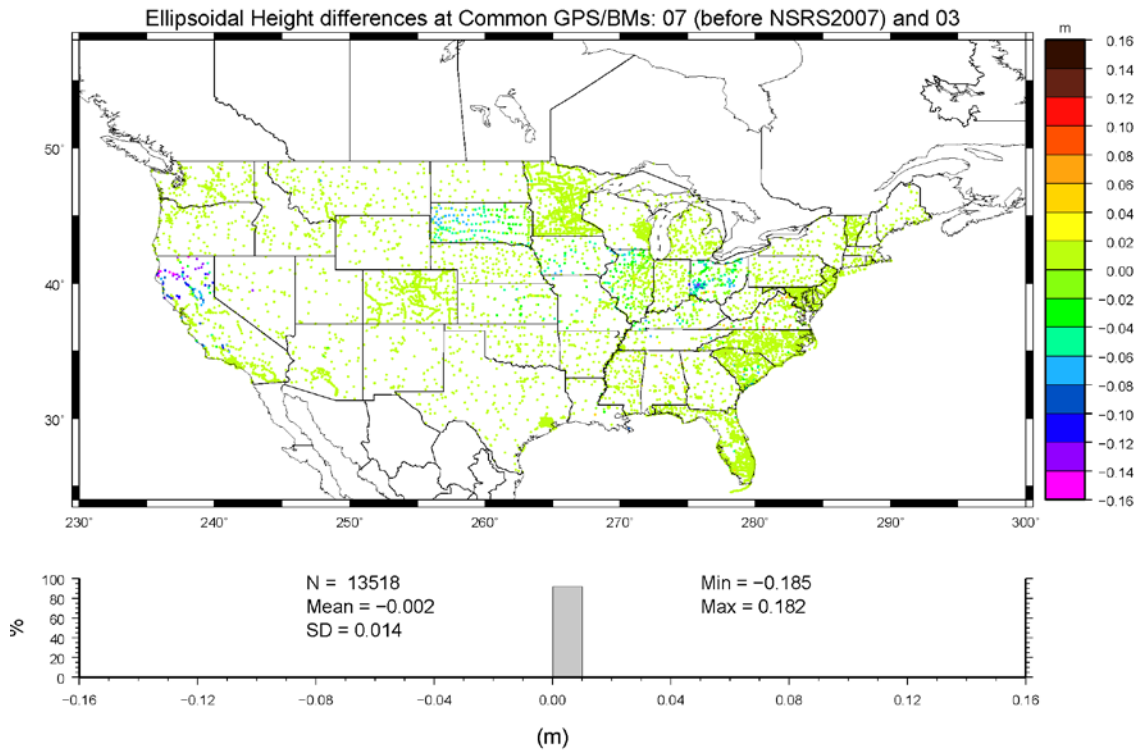 Ellipsoidal Height differences at Common GPS/BMs: 07 (before NSRS2007) and 03
m
0.16
0.14
0.12
0.10
0.08
0.06
0.04
0.02
0.00
−0.02
−0.04
−0.06
−0.08
−0.10
−0.12
−0.14
−0.16
50°
40°
30°
230° 240° 250° 260° 270° 280° 290° 300°
100
80
60
40
20
0
%
N = 13518
Mean = −0.002
SD = 0.014
Min = −0.185
Max = 0.182
−0.16 −0.12 −0.08 −0.04 0.00 0.04 0.08 0.12 0.16
(m)